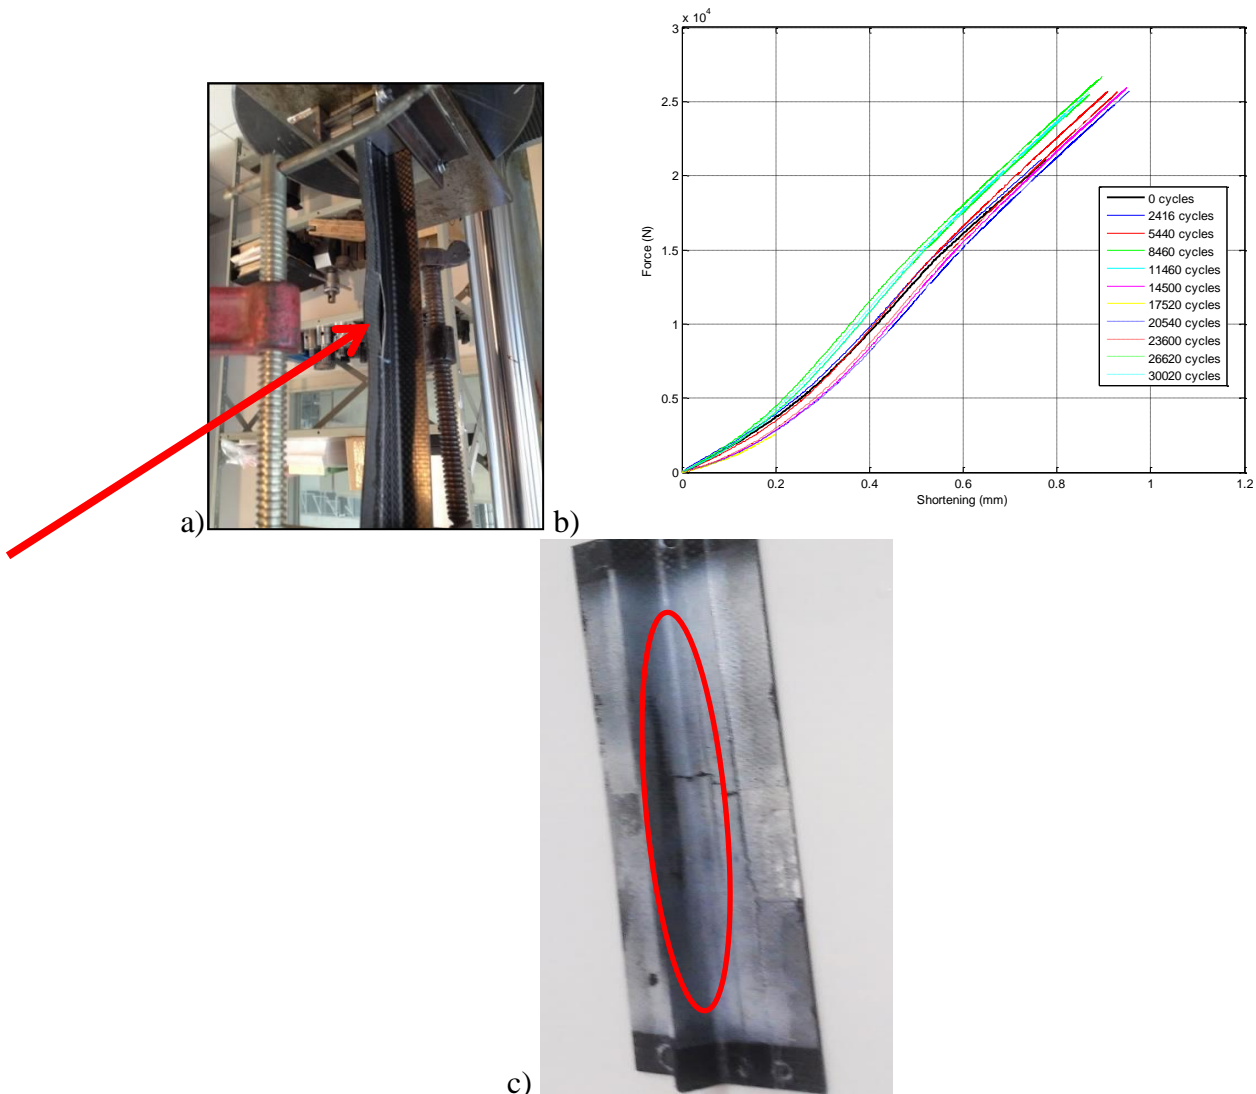 x 10^4
3
2.5
2
1.5
1
0.5
0
0 0.2 0.4 0.6 0.8 1 1.2
Force (N)
Shortening (mm)
0 cycles
2416 cycles
5440 cycles
8460 cycles
11460 cycles
14500 cycles
17520 cycles
20540 cycles
23600 cycles
26620 cycles
30020 cycles
a)
b)
c)